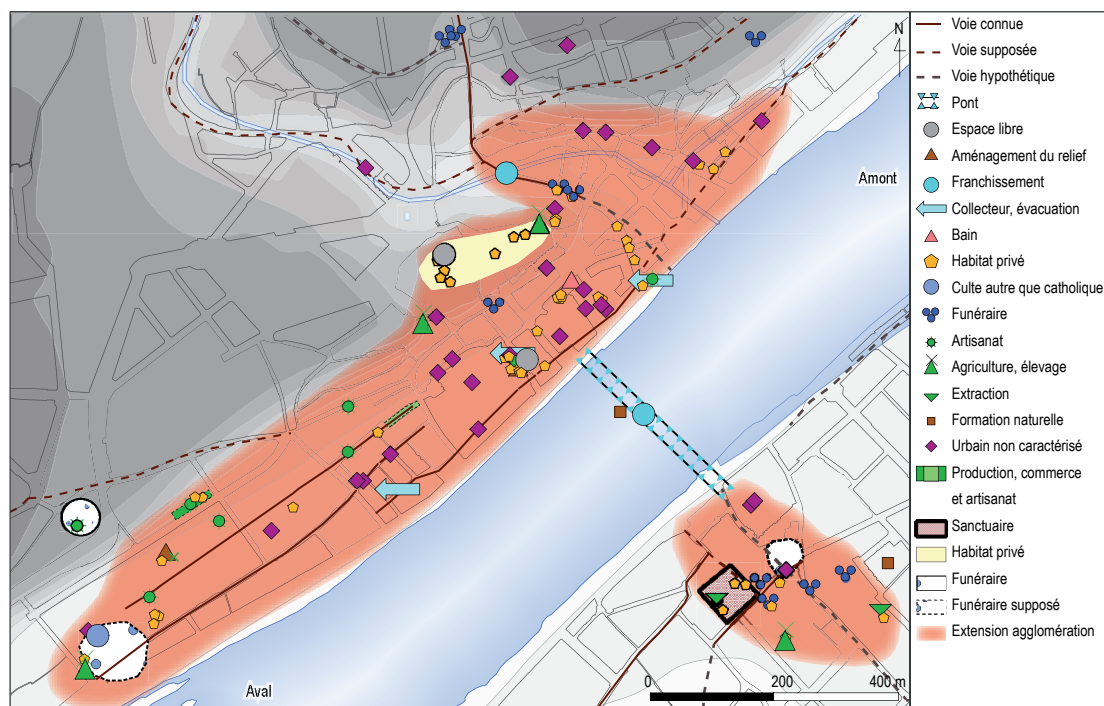 N
Amont
Aval
0 200 400 m
Voie connue
Voie supposée
Voie hypothétique
Pont
Espace libre
Aménagement du relief
Franchissement
Collecteur, évacuation
Bain
Habitat privé
Culte autre que catholique
Funéraire
Artisanat
Agriculture, élevage
Extraction
Formation naturelle
Urbain non caractérisé
Production, commerce
et artisanat
Sanctuaire
Habitat privé
Funéraire
Funéraire supposé
Extension agglomération